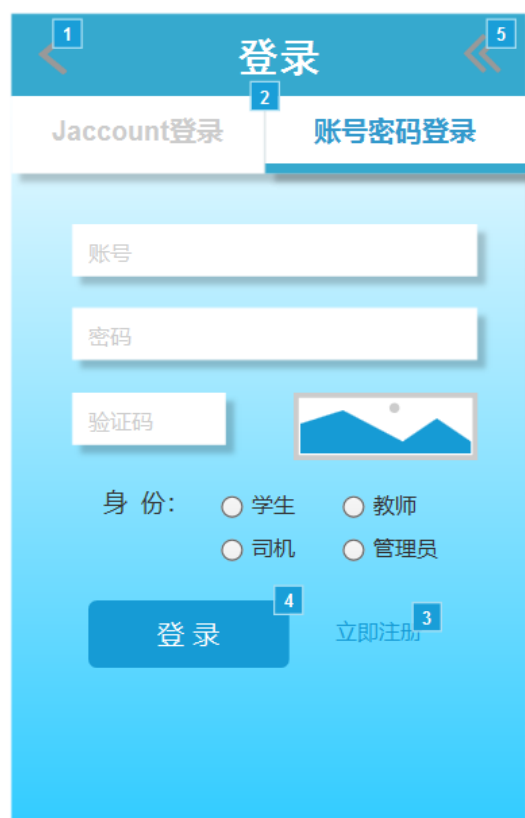 1
登录
5
2
Jaccount登录
账号密码登录
账号
密码
验证码
身 份：
学生
教师
司机
管理员
4
登 录
立即注册
3